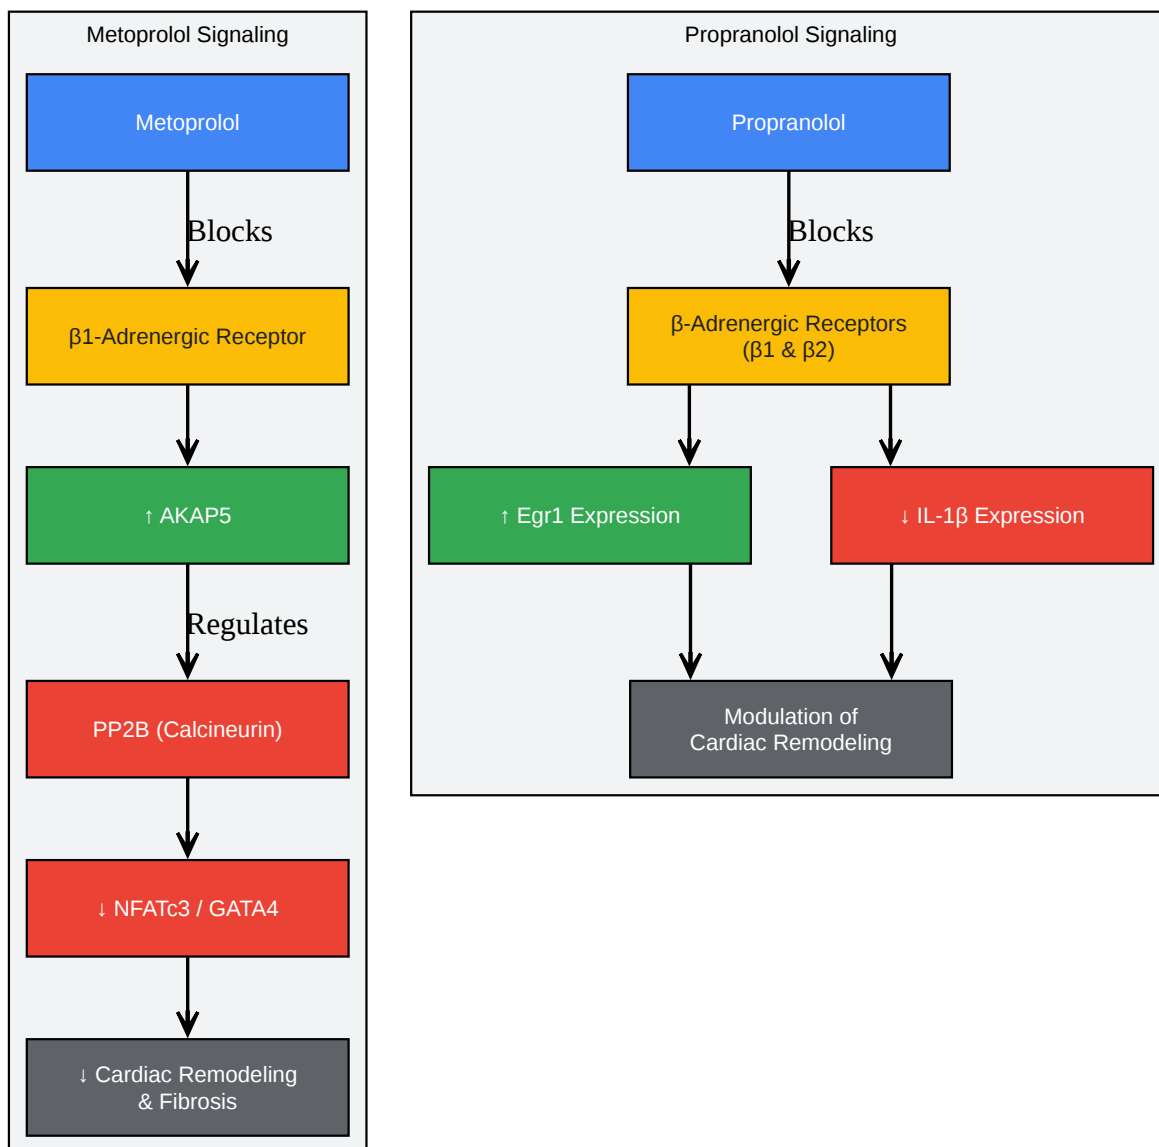 Metoprolol Signaling
Metoprolol
Blocks
β1-Adrenergic Receptor
↑ AKAP5
Regulates
PP2B (Calcineurin)
↓ NFATc3 / GATA4
↓ Cardiac Remodeling
& Fibrosis
Propranolol Signaling
Propranolol
Blocks
β-Adrenergic Receptors
(β1 & β2)
↑ Egr1 Expression
↓ IL-1β Expression
Modulation of
Cardiac Remodeling